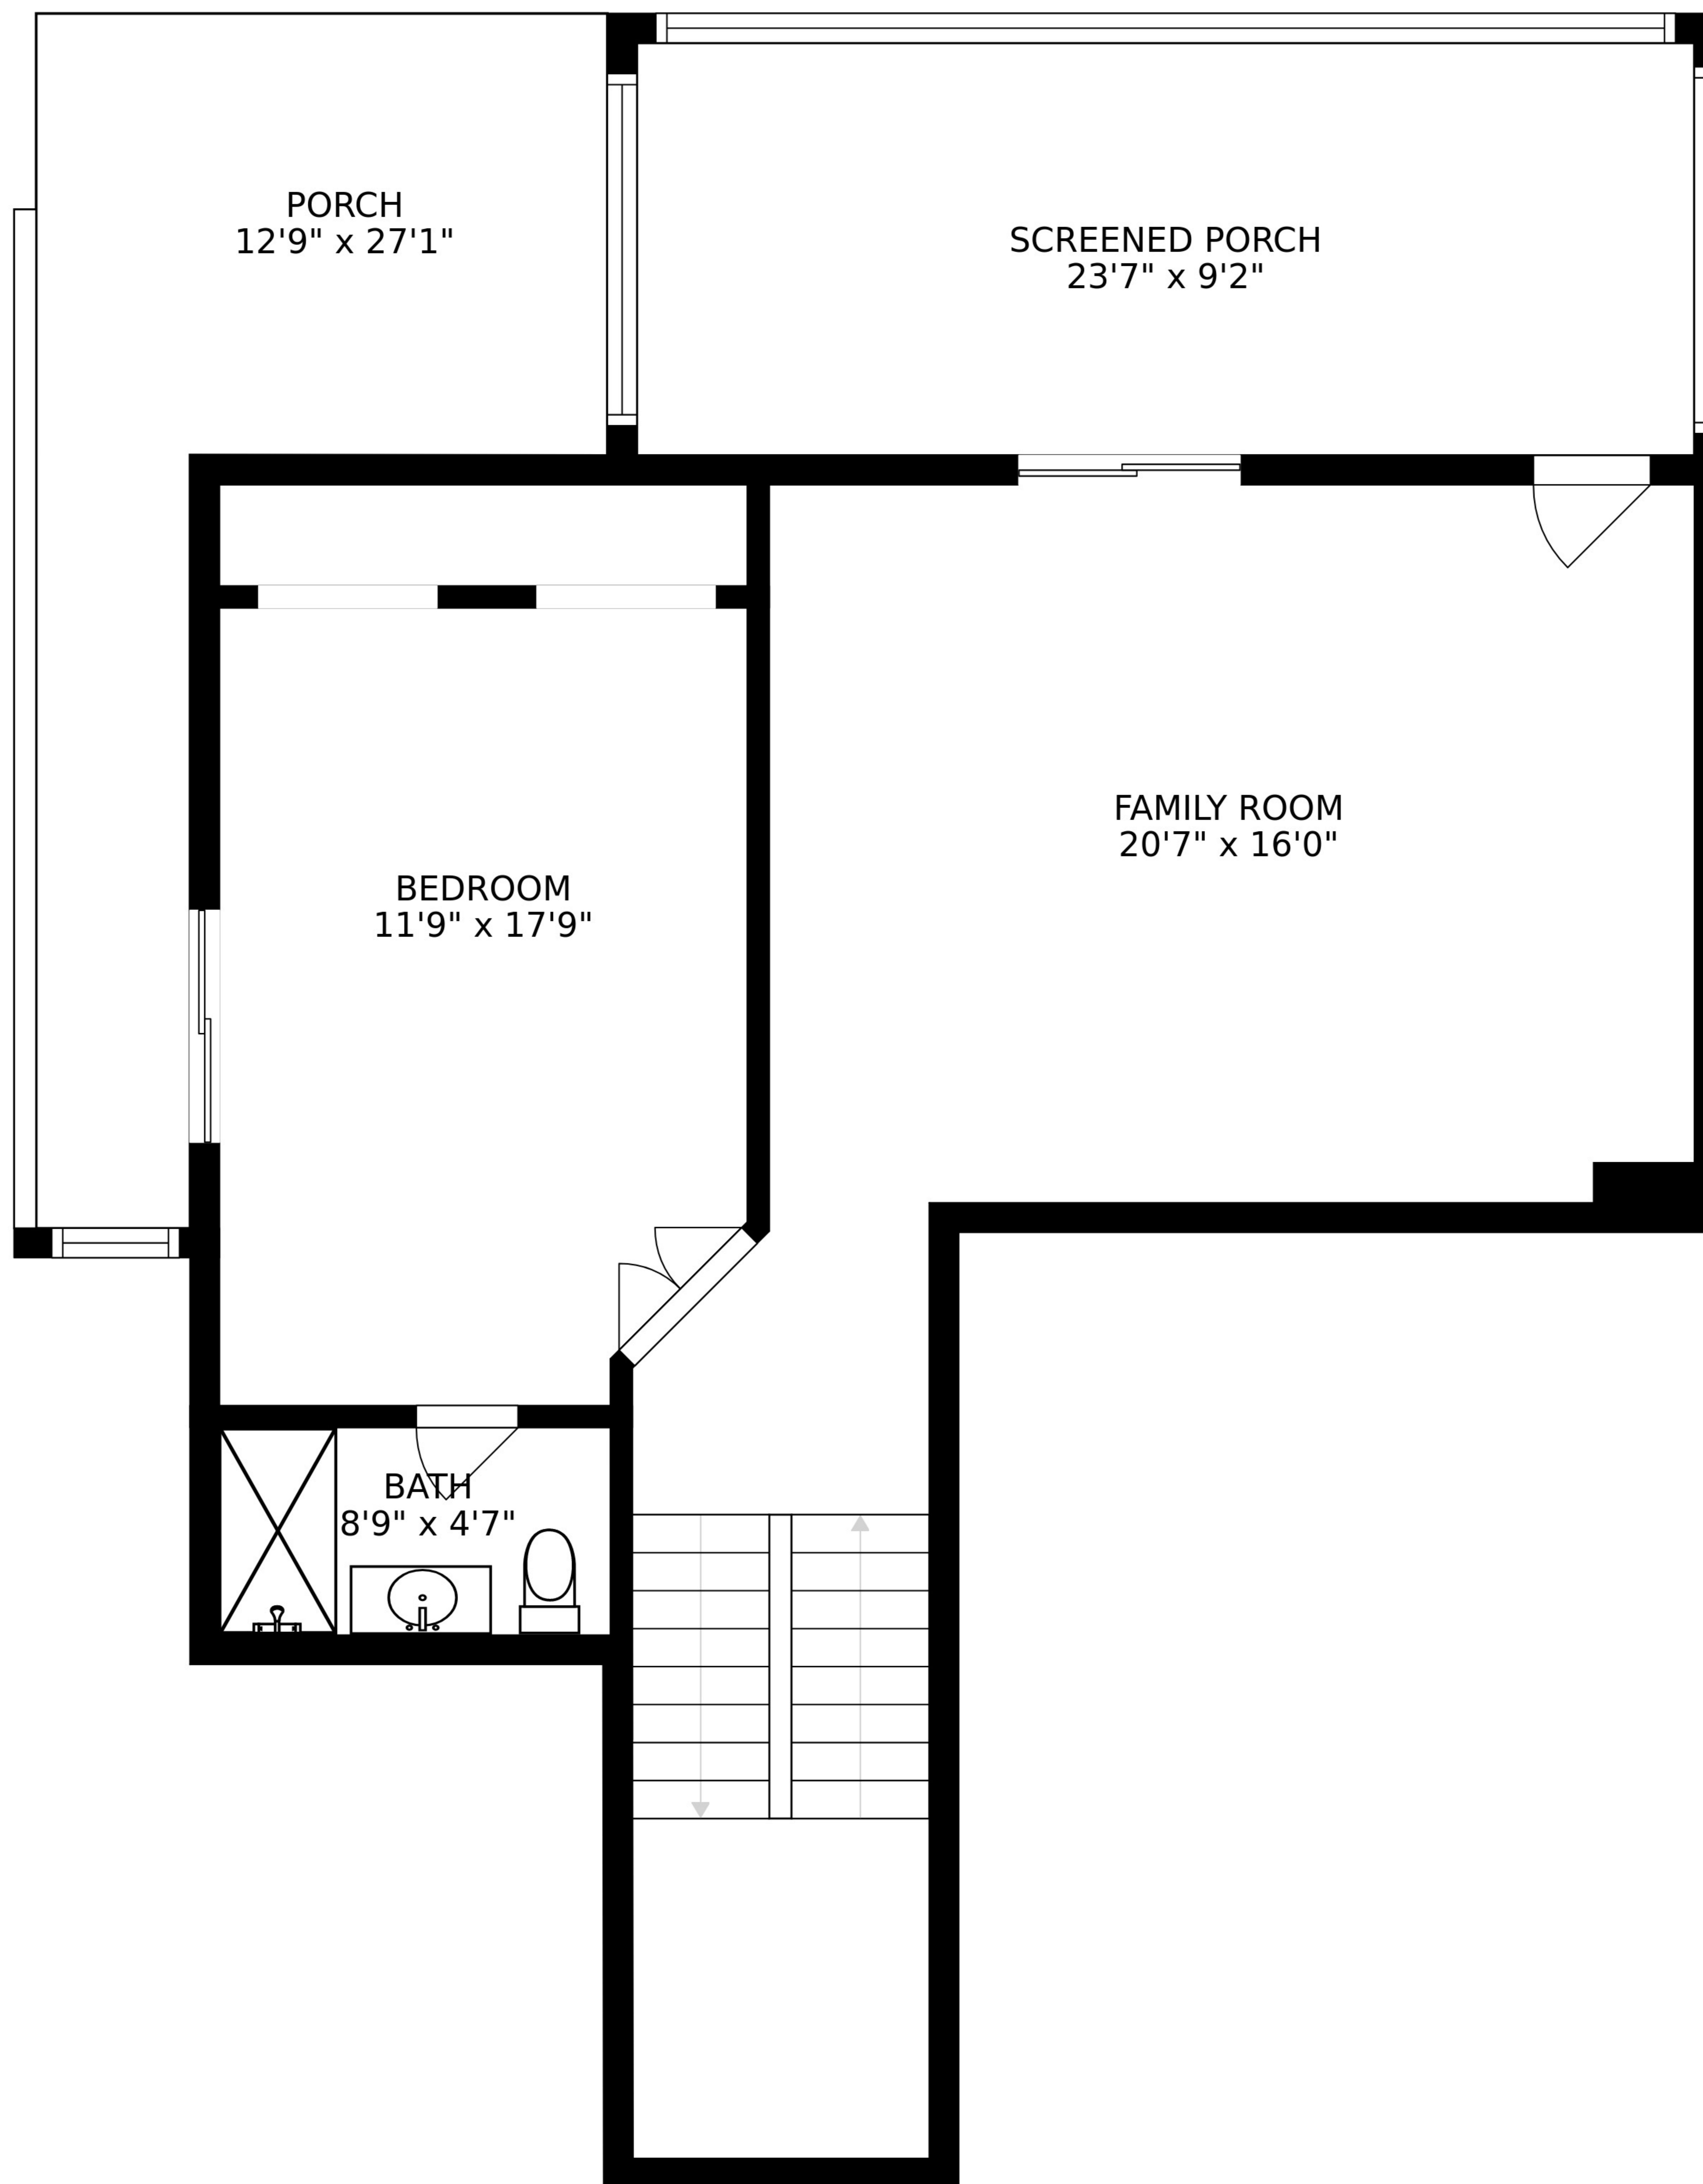 PORCH
12'9" x 27'1"
SCREENED PORCH
23'7" x 9'2"
FAMILY ROOM
20'7" x 16'0"
BEDROOM
11'9" x 17'9"
BATH
8'9" x 4'7"